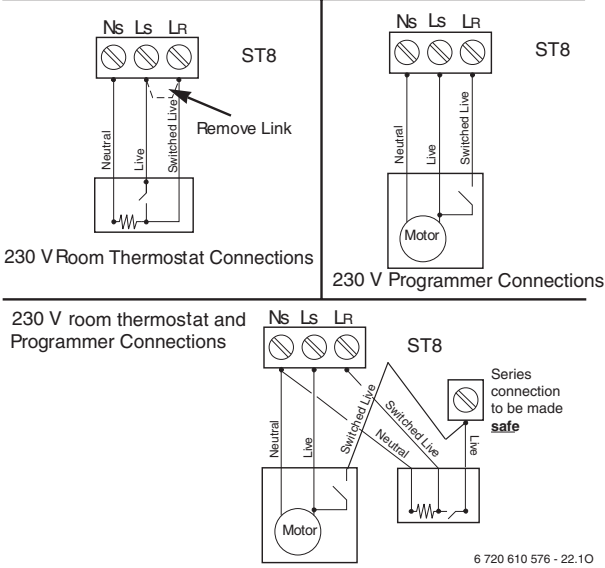 Ns Ls LR
ST8
Remove Link
Neutral
Live
Switched Live
230 V Room Thermostat Connections
Ns Ls LR
ST8
Neutral
Live
Switched Live
Motor
230 V Programmer Connections
230 V room thermostat and
Programmer Connections
Ns Ls LR
ST8
Series
connection
to be made
safe
Neutral
Live
Switched Live
Switched Live
Neutral
Live
Motor
6 720 610 576 - 22.1O